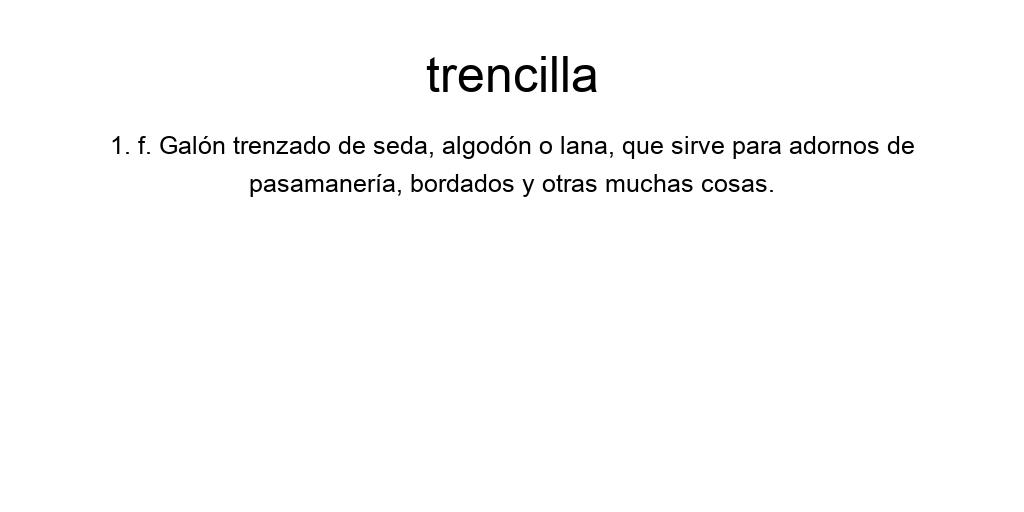 trencilla
1. f. Galón trenzado de seda, algodón o lana, que sirve para adornos de
pasamanería, bordados y otras muchas cosas.